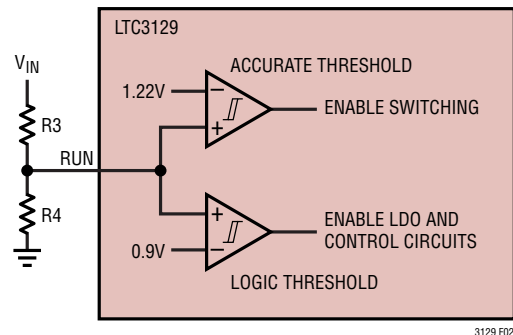 LTC3129
VIN
ACCURATE THRESHOLD
1.22V
–
ENABLE SWITCHING
R3
+
RUN
R4
+
ENABLE LDO AND
CONTROL CIRCUITS
0.9V
–
LOGIC THRESHOLD
3129 F02